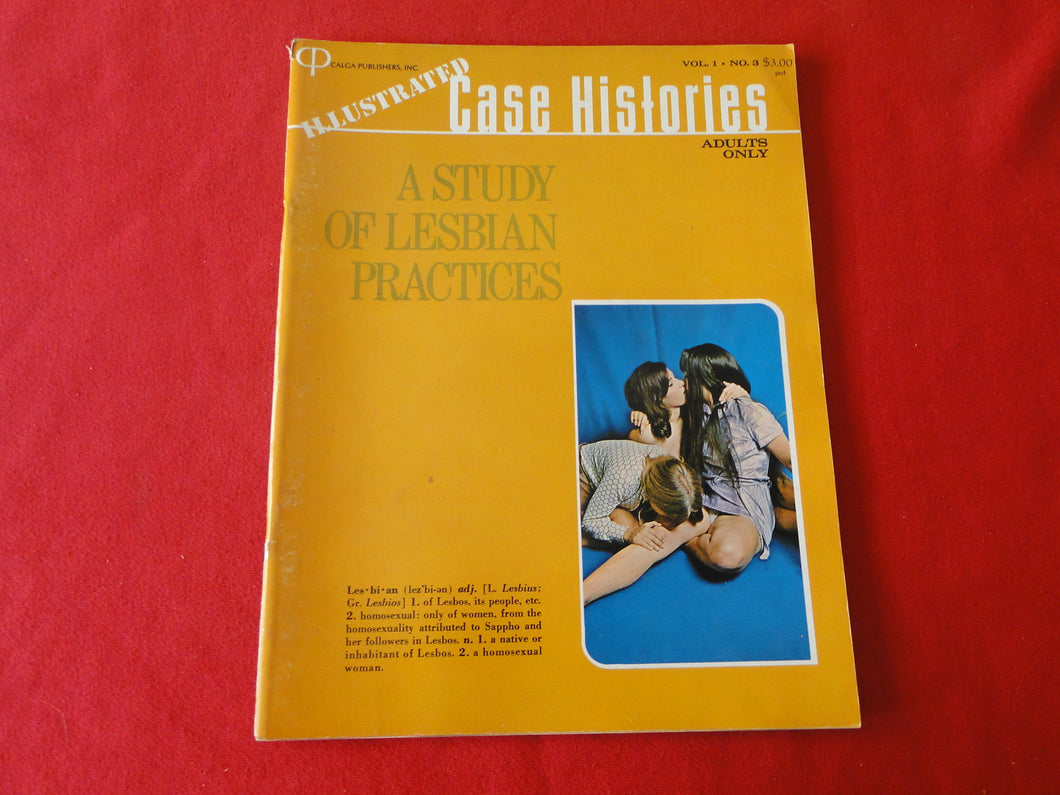 CP CALGA PUBLISHERS, INC.
VOL. 1 • NO. 3 $3.00
ppd
ILLUSTRATED
Case Histories
ADULTS
ONLY
A STUDY
OF LESBIAN
PRACTICES
Les·bi·an (lez'bi-ən) adj. [L. Lesbius;
Gr. Lesbios] 1. of Lesbos, its people, etc.
2. homosexual: only of women, from the
homosexuality attributed to Sappho and
her followers in Lesbos. n. 1. a native or
inhabitant of Lesbos. 2. a homosexual
woman.